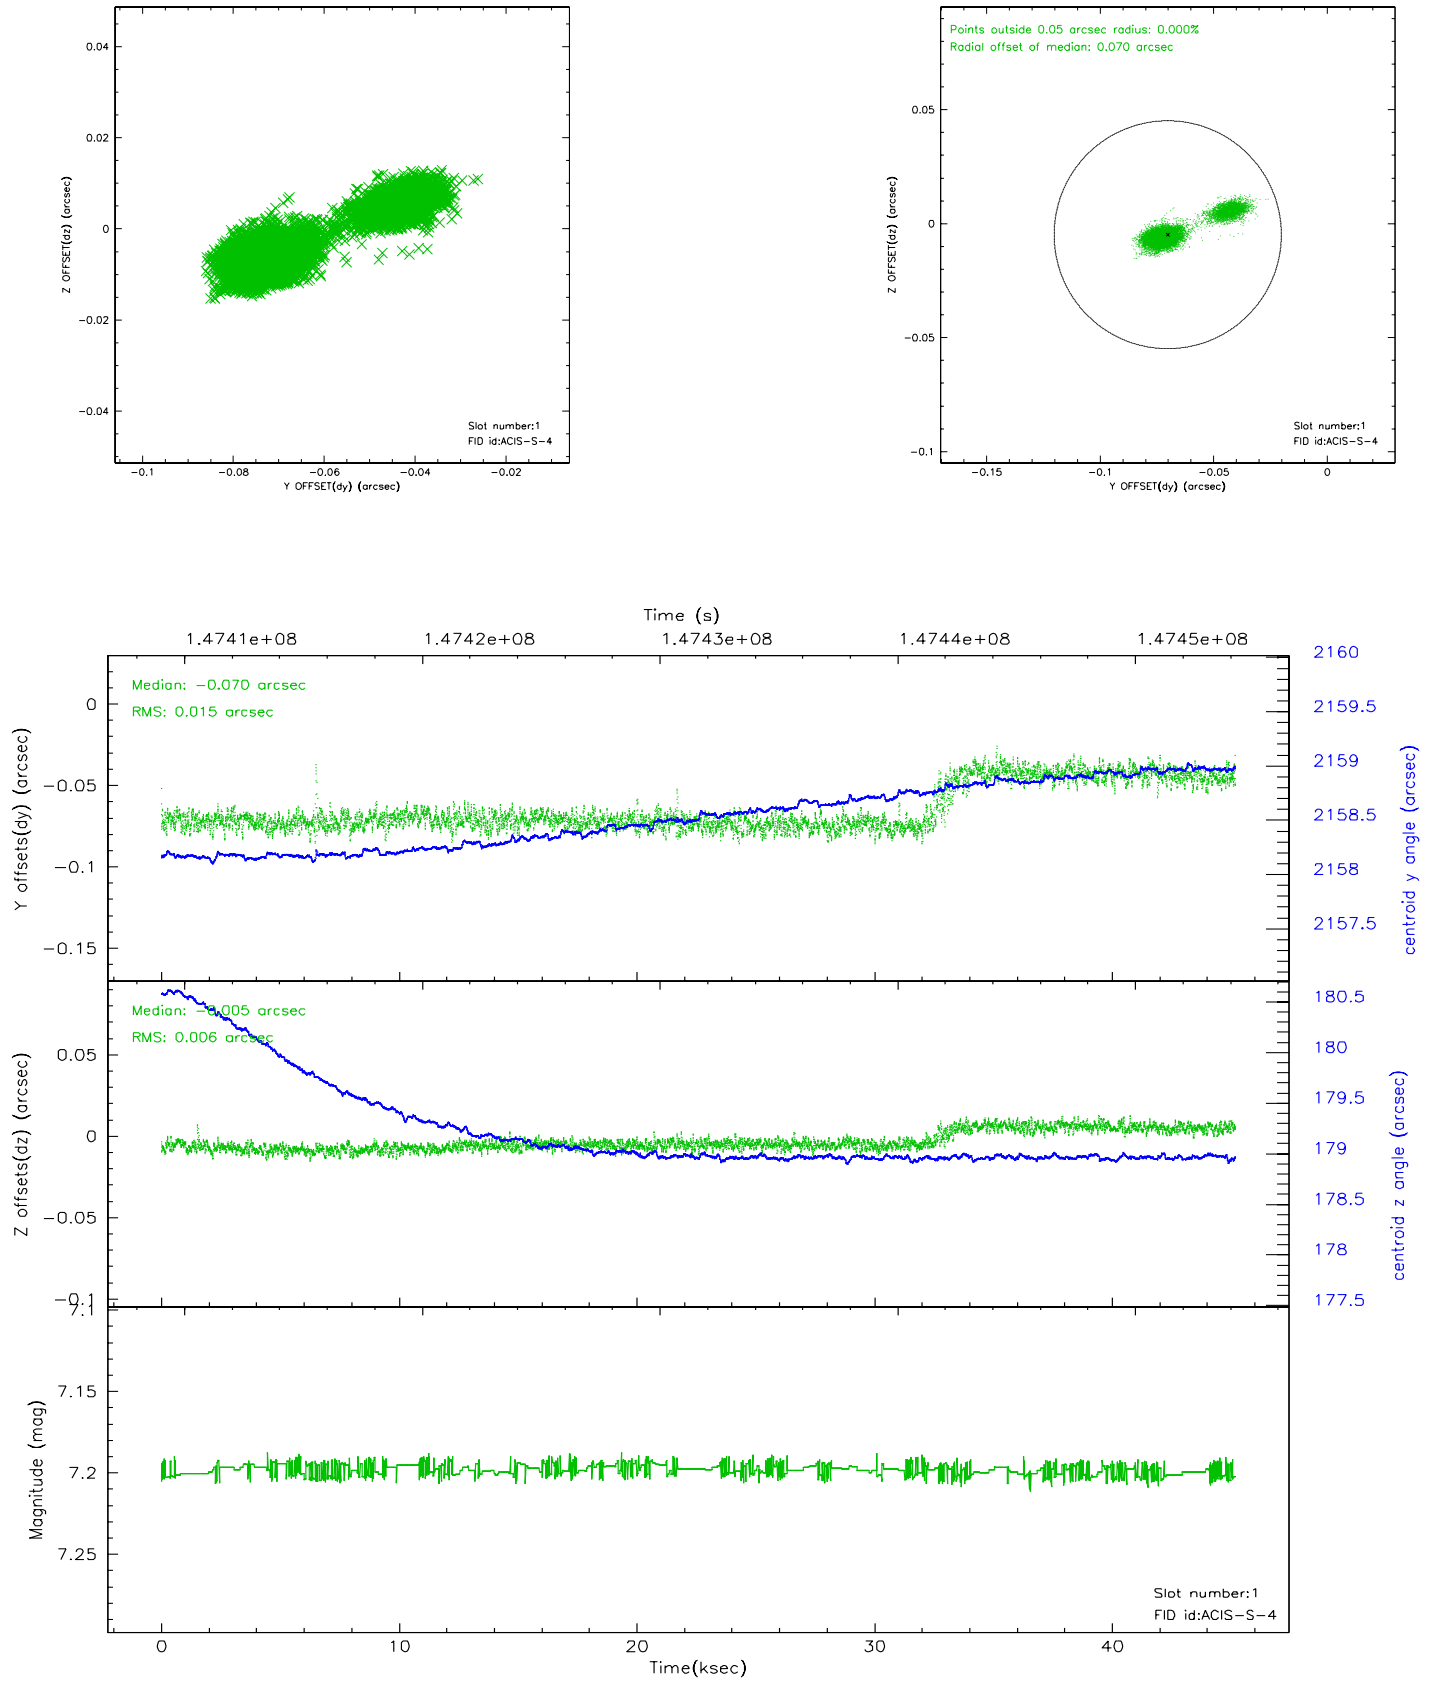 0.04
0.02
0
−0.02
−0.04
Z OFFSET(dz) (arcsec)
Slot number:1
FID id:ACIS−S−4
−0.1 −0.08 −0.06 −0.04 −0.02
Y OFFSET(dy) (arcsec)
Points outside 0.05 arcsec radius: 0.000%
Radial offset of median: 0.070 arcsec
0.05
0
−0.05
−0.1
Z OFFSET(dz) (arcsec)
Slot number:1
FID id:ACIS−S−4
−0.15 −0.1 −0.05 0
Y OFFSET(dy) (arcsec)
Time (s)
1.4741e+08 1.4742e+08 1.4743e+08 1.4744e+08 1.4745e+08
Median: −0.070 arcsec
RMS: 0.015 arcsec
0
−0.05
−0.1
−0.15
Y offsets(dy) (arcsec)
2160
2159.5
2159
2158.5
2158
2157.5
centroid y angle (arcsec)
Median: −0.005 arcsec
RMS: 0.006 arcsec
0.05
0
−0.05
−0.1
Z offsets(dz) (arcsec)
180.5
180
179.5
179
178.5
178
177.5
centroid z angle (arcsec)
7.1
7.15
7.2
7.25
Magnitude (mag)
Slot number:1
FID id:ACIS−S−4
0 10 20 30 40
Time(ksec)